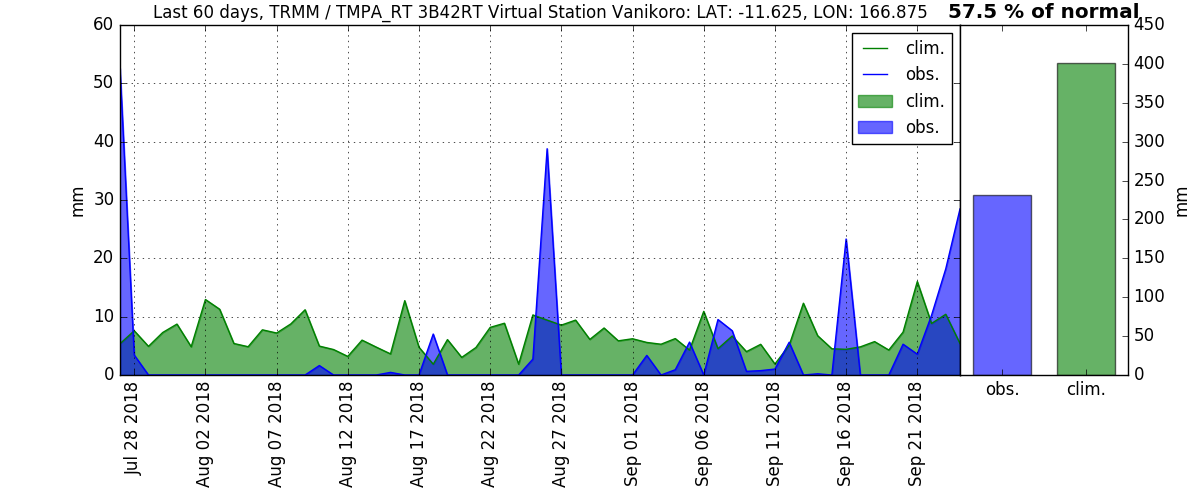 Last 60 days, TRMM / TMPA_RT 3B42RT Virtual Station Vanikoro: LAT: -11.625, LON: 166.875
57.5 % of normal
60
50
40
30
20
10
0
mm
clim.
obs.
clim.
obs.
Jul 28 2018
Aug 02 2018
Aug 07 2018
Aug 12 2018
Aug 17 2018
Aug 22 2018
Aug 27 2018
Sep 01 2018
Sep 06 2018
Sep 11 2018
Sep 16 2018
Sep 21 2018
450
400
350
300
250
200
150
100
50
0
mm
obs.
clim.